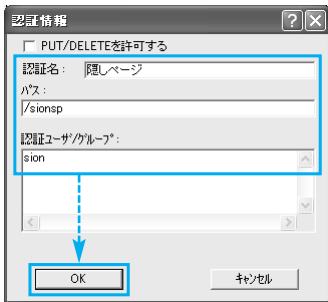 認証情報
PUT/DELETEを許可する
認証名： 隠しページ
パス：
/sionsp
認証ユーザ/グループ：
sion
OK
キャンセル